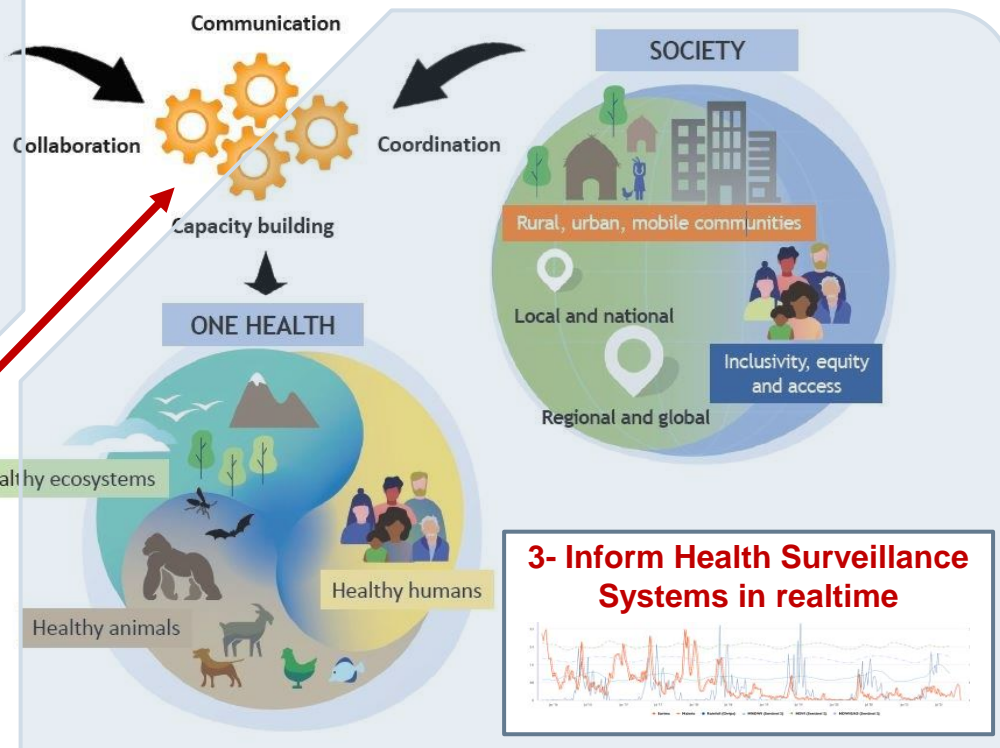 Communication
Collaboration
Coordination
Capacity building
SOCIETY
Rural, urban, mobile communities
Local and national
Inclusivity, equity
and access
Regional and global
ONE HEALTH
althy ecosystems
Healthy humans
Healthy animals
3- Inform Health Surveillance
Systems in realtime